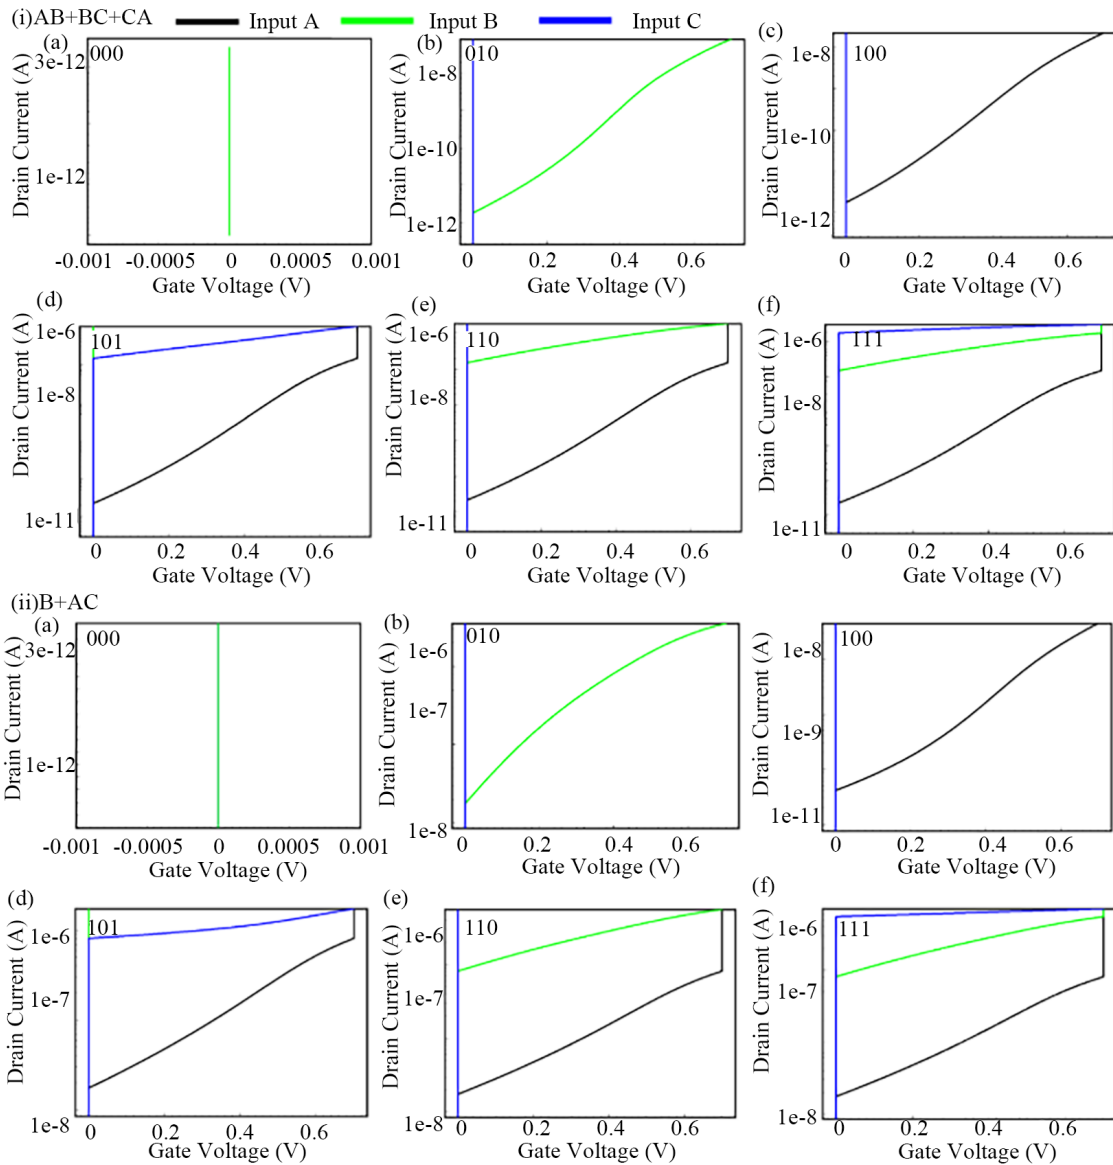 (i)AB+BC+CA Input A Input B Input C
(a) (b) (c)
000 010 100
Drain Current (A) Drain Current (A) Drain Current (A)
3e-12 1e-8 1e-8
1e-12 1e-10 1e-10
1e-12 1e-12
-0.001 -0.0005 0 0.0005 0.001 0 0.2 0.4 0.6 0 0.2 0.4 0.6
Gate Voltage (V) Gate Voltage (V) Gate Voltage (V)
(d) (e) (f)
101 110 111
Drain Current (A) Drain Current (A) Drain Current (A)
1e-6 1e-6 1e-6
1e-8 1e-8 1e-8
1e-11 1e-11 1e-11
0 0.2 0.4 0.6 0 0.2 0.4 0.6 0 0.2 0.4 0.6
Gate Voltage (V) Gate Voltage (V) Gate Voltage (V)
(ii)B+AC
(a) (b)
000 010 100
Drain Current (A) Drain Current (A) Drain Current (A)
3e-12 1e-6 1e-8
1e-12 1e-7 1e-9
1e-8 1e-11
-0.001 -0.0005 0 0.0005 0.001 0 0.2 0.4 0.6 0 0.2 0.4 0.6
Gate Voltage (V) Gate Voltage (V) Gate Voltage (V)
(d) (e) (f)
101 110 111
Drain Current (A) Drain Current (A) Drain Current (A)
1e-6 1e-6 1e-6
1e-7 1e-7 1e-7
1e-8 1e-8 1e-8
0 0.2 0.4 0.6 0 0.2 0.4 0.6 0 0.2 0.4 0.6
Gate Voltage (V) Gate Voltage (V) Gate Voltage (V)